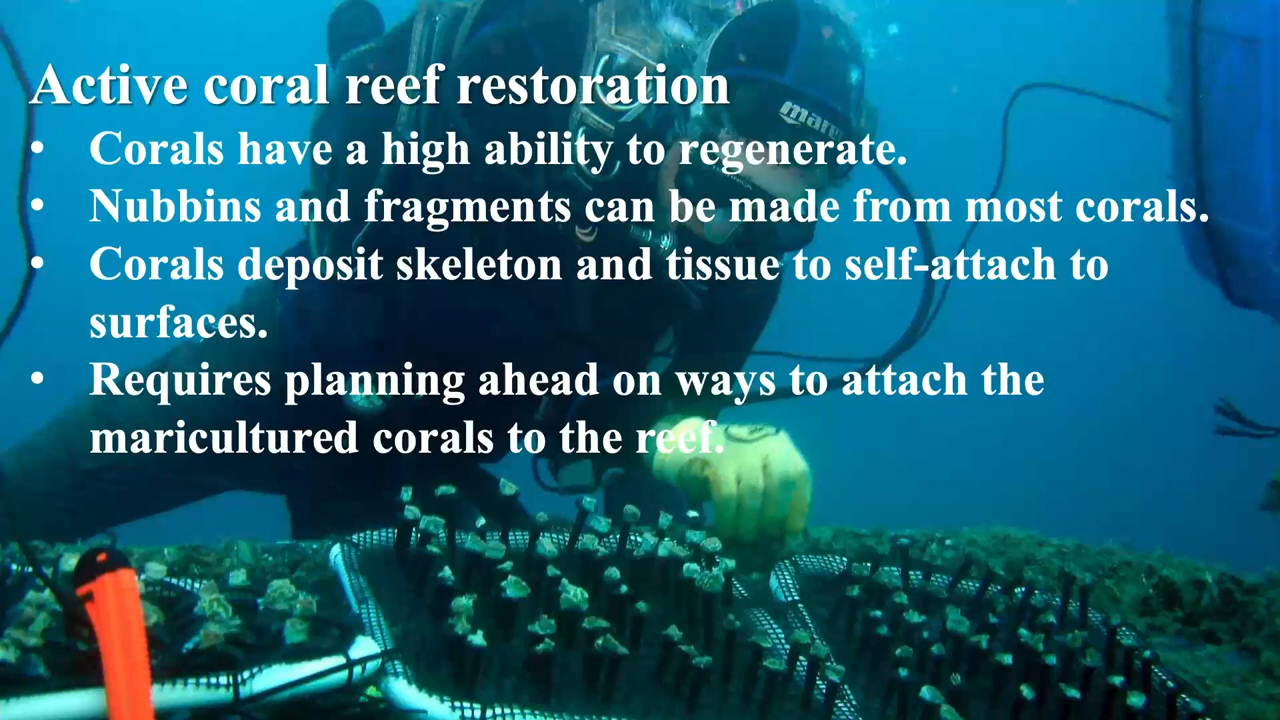 Active coral reef restoration
• Corals have a high ability to regenerate.
• Nubbins and fragments can be made from most corals.
• Corals deposit skeleton and tissue to self-attach to
surfaces.
• Requires planning ahead on ways to attach the
maricultured corals to the reef.